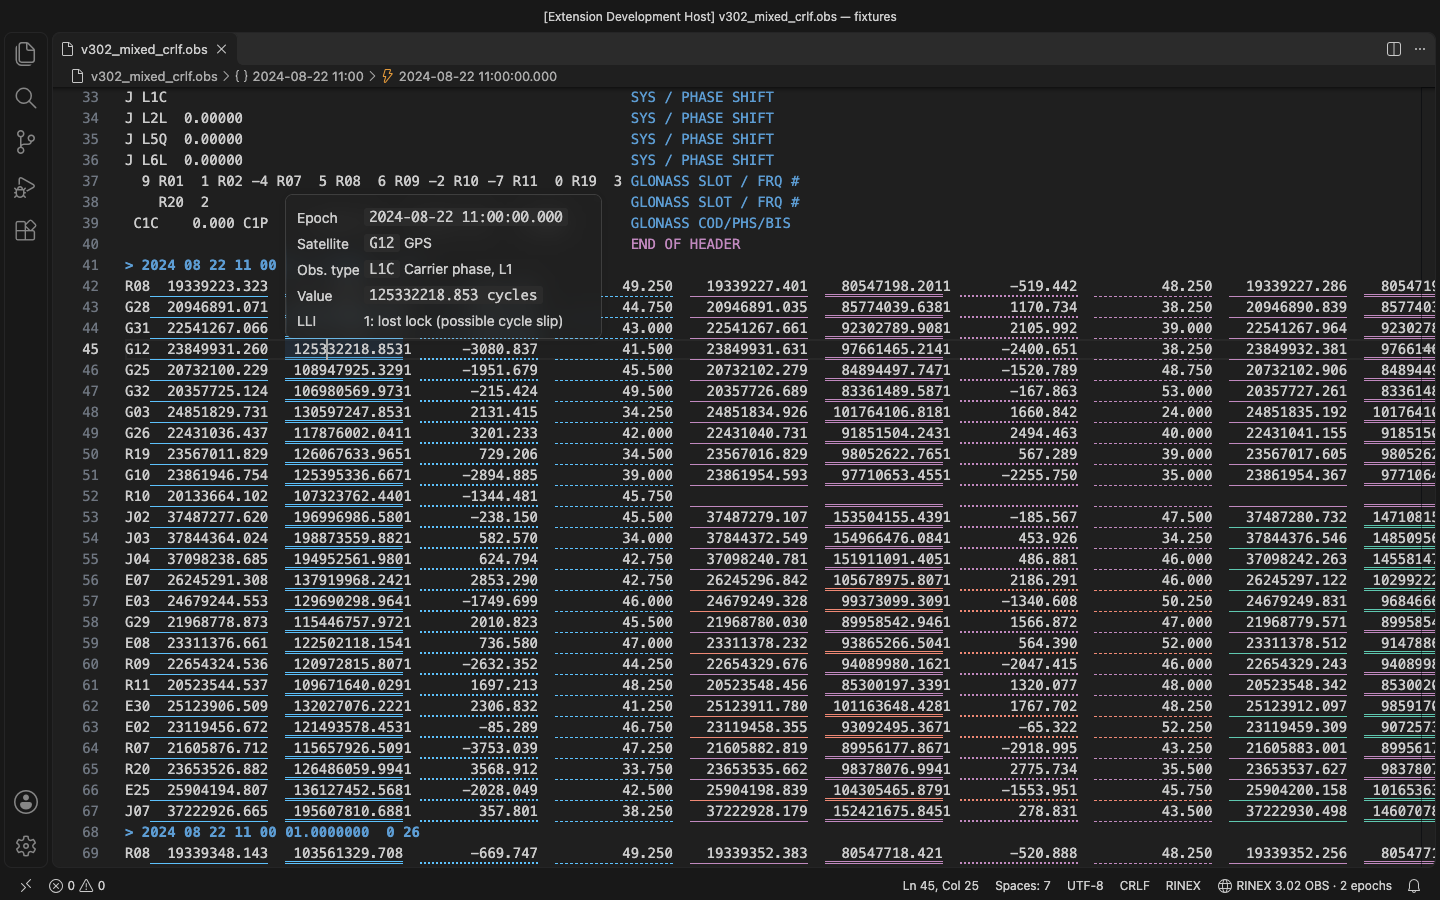 [Extension Development Host] v302_mixed_crlf.obs — fixtures
v302_mixed_crlf.obs
v302_mixed_crlf.obs > {} 2024-08-22 11:00 > 2024-08-22 11:00:00.000
33 J L1C SYS / PHASE SHIFT
34 J L2L 0.00000 SYS / PHASE SHIFT
35 J L5Q 0.00000 SYS / PHASE SHIFT
36 J L6L 0.00000 SYS / PHASE SHIFT
37 9 R01 1 R02 -4 R07 5 R08 6 R09 -2 R10 -7 R11 0 R19 3 GLONASS SLOT / FRQ #
38 R20 2 GLONASS SLOT / FRQ #
39 C1C 0.000 C1P GLONASS COD/PHS/BIS
40 END OF HEADER
41 > 2024 08 22 11 00
Epoch 2024-08-22 11:00:00.000
Satellite G12 GPS
Obs. type L1C Carrier phase, L1
Value 125332218.853 cycles
LLI 1: lost lock (possible cycle slip)
42 R08 19339223.323 49.250 19339227.401 80547198.2011 -519.442 48.250 19339227.286 8054719
43 G28 20946891.071 44.750 20946891.035 85774039.6381 1170.734 38.250 20946890.839 8577403
44 G31 22541267.066 43.000 22541267.661 92302789.9081 2105.992 39.000 22541267.964 9230278
45 G12 23849931.260 125332218.8531 -3080.837 41.500 23849931.631 97661465.2141 -2400.651 38.250 23849932.381 9766146
46 G25 20732100.229 108947925.3291 -1951.679 45.500 20732102.279 84894497.7471 -1520.789 48.750 20732102.906 8489449
47 G32 20357725.124 106980569.9731 -215.424 49.500 20357726.689 83361489.5871 -167.863 53.000 20357727.261 8336148
48 G03 24851829.731 130597247.8531 2131.415 34.250 24851834.926 101764106.8181 1660.842 24.000 24851835.192 10176410
49 G26 22431036.437 117876002.0411 3201.233 42.000 22431040.731 91851504.2431 2494.463 40.000 22431041.155 9185150
50 R19 23567011.829 126067633.9651 729.206 34.500 23567016.829 98052622.7651 567.289 39.000 23567017.605 9805262
51 G10 23861946.754 125395336.6671 -2894.885 39.000 23861954.593 97710653.4551 -2255.750 35.000 23861954.367 9771064
52 R10 20133664.102 107323762.4401 -1344.481 45.750
53 J02 37487277.620 196996986.5801 -238.150 45.500 37487279.107 153504155.4391 -185.567 47.500 37487280.732 14710815
54 J03 37844364.024 198873559.8821 582.570 34.000 37844372.549 154966476.0841 453.926 34.250 37844376.546 14850956
55 J04 37098238.685 194952561.9801 624.794 42.750 37098240.781 151911091.4051 486.881 46.000 37098242.263 14558147
56 E07 26245291.308 137919968.2421 2853.290 42.750 26245296.842 105678975.8071 2186.291 46.000 26245297.122 10299222
57 E03 24679244.553 129690298.9641 -1749.699 46.000 24679249.328 99373099.3091 -1340.608 50.250 24679249.831 9684666
58 G29 21968778.873 115446757.9721 2010.823 45.500 21968780.030 89958542.9461 1566.872 47.000 21968779.571 8995854
59 E08 23311376.661 122502118.1541 736.580 47.000 23311378.232 93865266.5041 564.390 52.000 23311378.512 9147886
60 R09 22654324.536 120972815.8071 -2632.352 44.250 22654329.676 94089980.1621 -2047.415 46.000 22654329.243 9408998
61 R11 20523544.537 109671640.0291 1697.213 48.250 20523548.456 85300197.3391 1320.077 48.000 20523548.342 8530020
62 E30 25123906.509 132027076.2221 2306.832 41.250 25123911.780 101163648.4281 1767.702 48.250 25123912.097 9859170
63 E02 23119456.672 121493578.4531 -85.289 46.750 23119458.355 93092495.3671 -65.322 52.250 23119459.309 9072573
64 R07 21605876.712 115657926.5091 -3753.039 47.250 21605882.819 89956177.8671 -2918.995 43.250 21605883.001 8995617
65 R20 23653526.882 126486059.9941 3568.912 33.750 23653535.662 98378076.9941 2775.734 35.500 23653537.627 9837807
66 E25 25904194.807 136127452.5681 -2028.049 42.500 25904198.839 104305465.8791 -1553.951 45.750 25904200.158 10165363
67 J07 37222926.665 195607810.6881 357.801 38.250 37222928.179 152421675.8451 278.831 43.500 37222930.498 14607078
68 > 2024 08 22 11 00 01.0000000 0 26
69 R08 19339348.143 103561329.708 -669.747 49.250 19339352.383 80547718.421 -520.888 48.250 19339352.256 8054771
0 0 Ln 45, Col 25 Spaces: 7 UTF-8 CRLF RINEX RINEX 3.02 OBS · 2 epochs